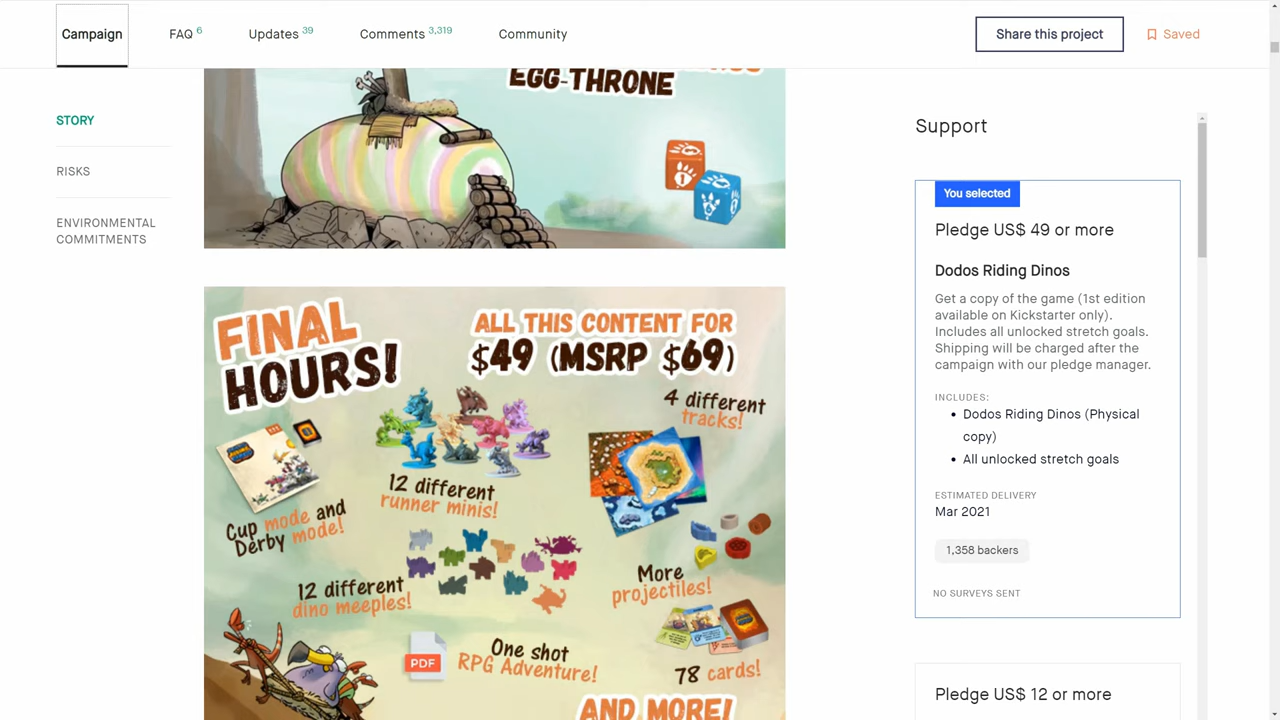 Campaign
FAQ 6
Updates 39
Comments 3,319
Community
Share this project
Saved
STORY
RISKS
ENVIRONMENTAL
COMMITMENTS
EGG-THRONE
FINAL
HOURS!
ALL THIS CONTENT FOR
$49 (MSRP $69)
4 different
tracks!
12 different
runner minis!
Cup mode and
Derby mode!
12 different
dino meeples!
More
projectiles!
PDF
One shot
RPG Adventure!
78 cards!
AND MORE!
Support
You selected
Pledge US$ 49 or more
Dodos Riding Dinos
Get a copy of the game (1st edition
available on Kickstarter only).
Includes all unlocked stretch goals.
Shipping will be charged after the
campaign with our pledge manager.
INCLUDES:
• Dodos Riding Dinos (Physical
copy)
• All unlocked stretch goals
ESTIMATED DELIVERY
Mar 2021
1,358 backers
NO SURVEYS SENT
Pledge US$ 12 or more